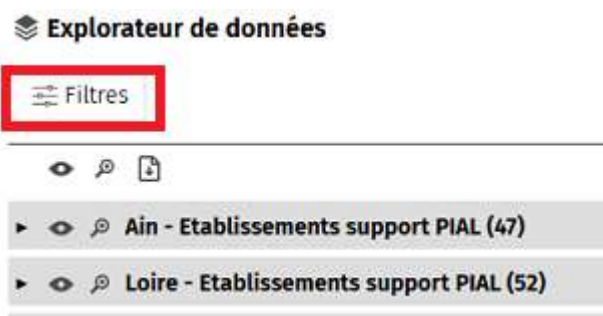 Explorateur de données
Filtres
Ain - Etablissements support PIAL (47)
Loire - Etablissements support PIAL (52)